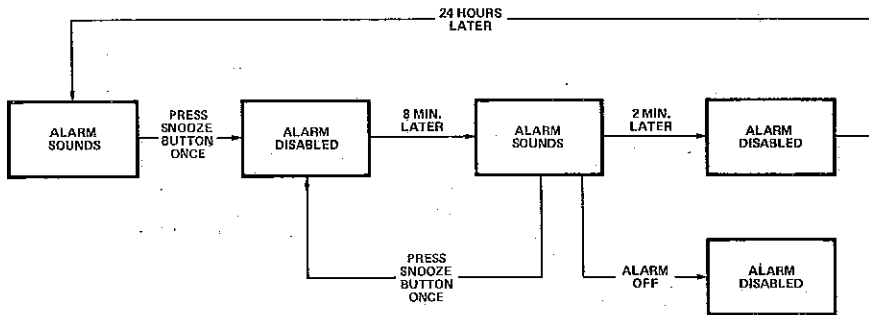 24 HOURS
LATER
ALARM
SOUNDS
PRESS
SNOOZE
BUTTON
ONCE
ALARM
DISABLED
8 MIN.
LATER
ALARM
SOUNDS
2 MIN.
LATER
ALARM
DISABLED
PRESS
SNOOZE
BUTTON
ONCE
ALARM
OFF
ALARM
DISABLED